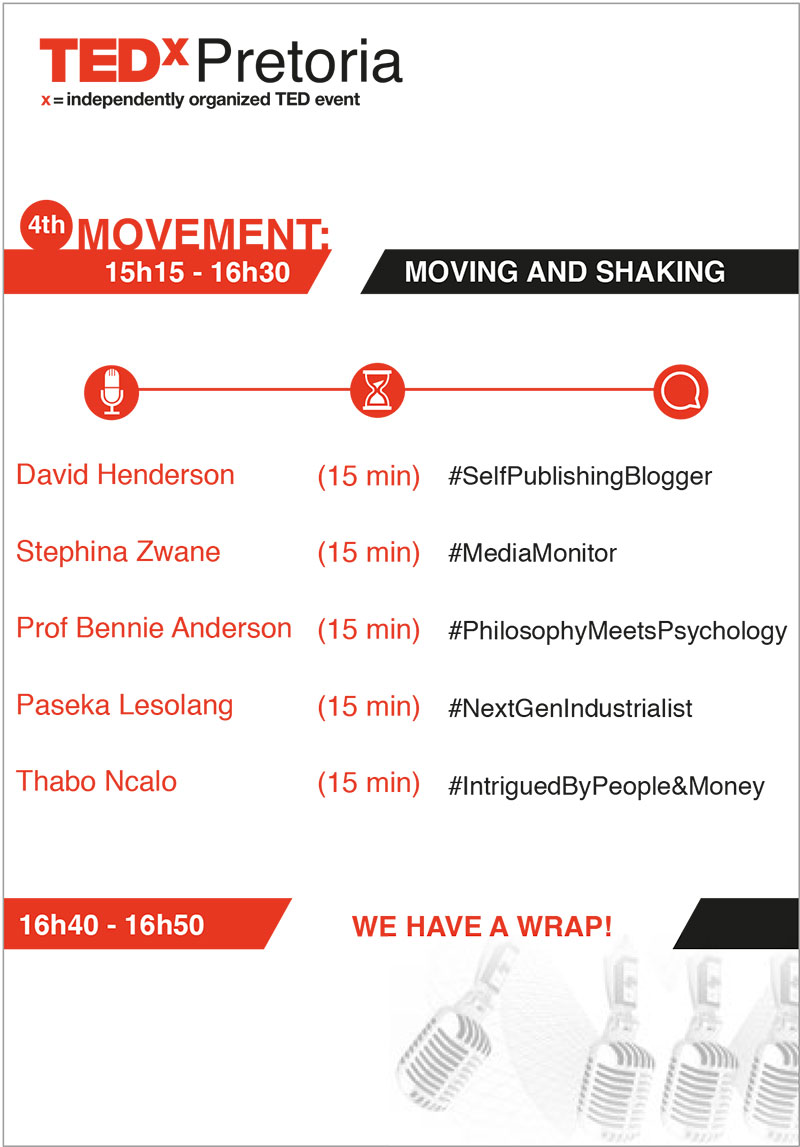 TEDx Pretoria
x = independently organized TED event
4th MOVEMENT:
15h15 - 16h30 MOVING AND SHAKING
David Henderson (15 min) #SelfPublishingBlogger
Stephina Zwane (15 min) #MediaMonitor
Prof Bennie Anderson (15 min) #PhilosophyMeetsPsychology
Paseka Lesolang (15 min) #NextGenIndustrialist
Thabo Ncalo (15 min) #IntriguedByPeople&Money
16h40 - 16h50 WE HAVE A WRAP!